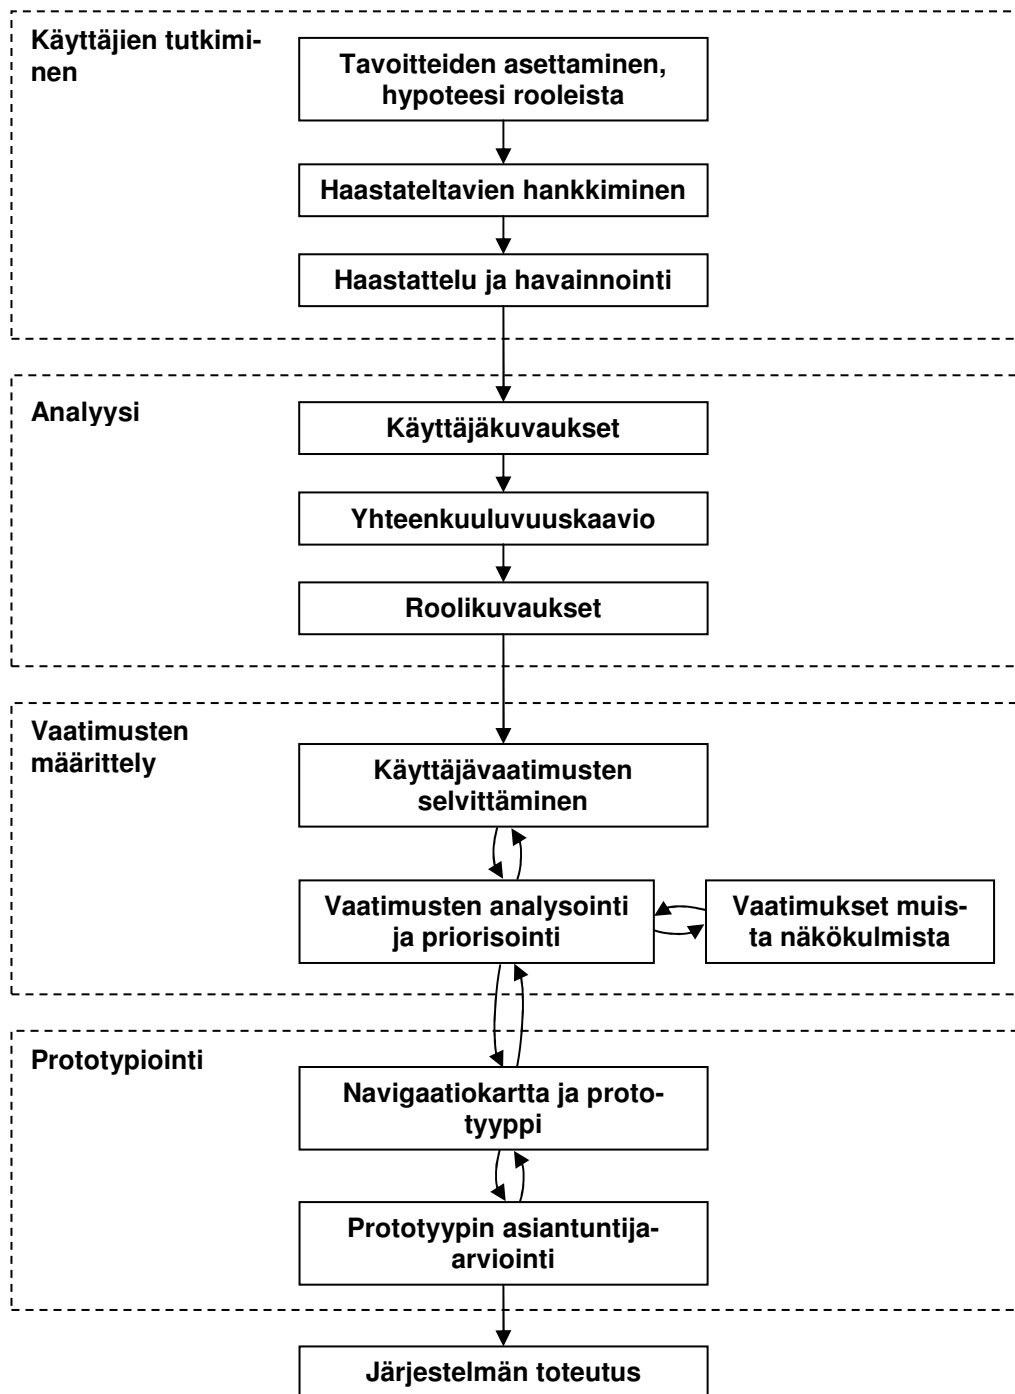 Käyttäjien tutkimi-
nen
Tavoitteiden asettaminen,
hypoteesi rooleista
Haastateltavien hankkiminen
Haastattelu ja havainnointi
Analyysi
Käyttäjäkuvaukset
Yhteenkuuluvuuskaavio
Roolikuvaukset
Vaatimusten
määrittely
Käyttäjävaatimusten
selvittäminen
Vaatimusten analysointi
ja priorisointi
Vaatimukset muis-
ta näkökulmista
Prototypiointi
Navigaatiokartta ja proto-
tyyppi
Prototyypin asiantuntija-
arviointi
Järjestelmän toteutus